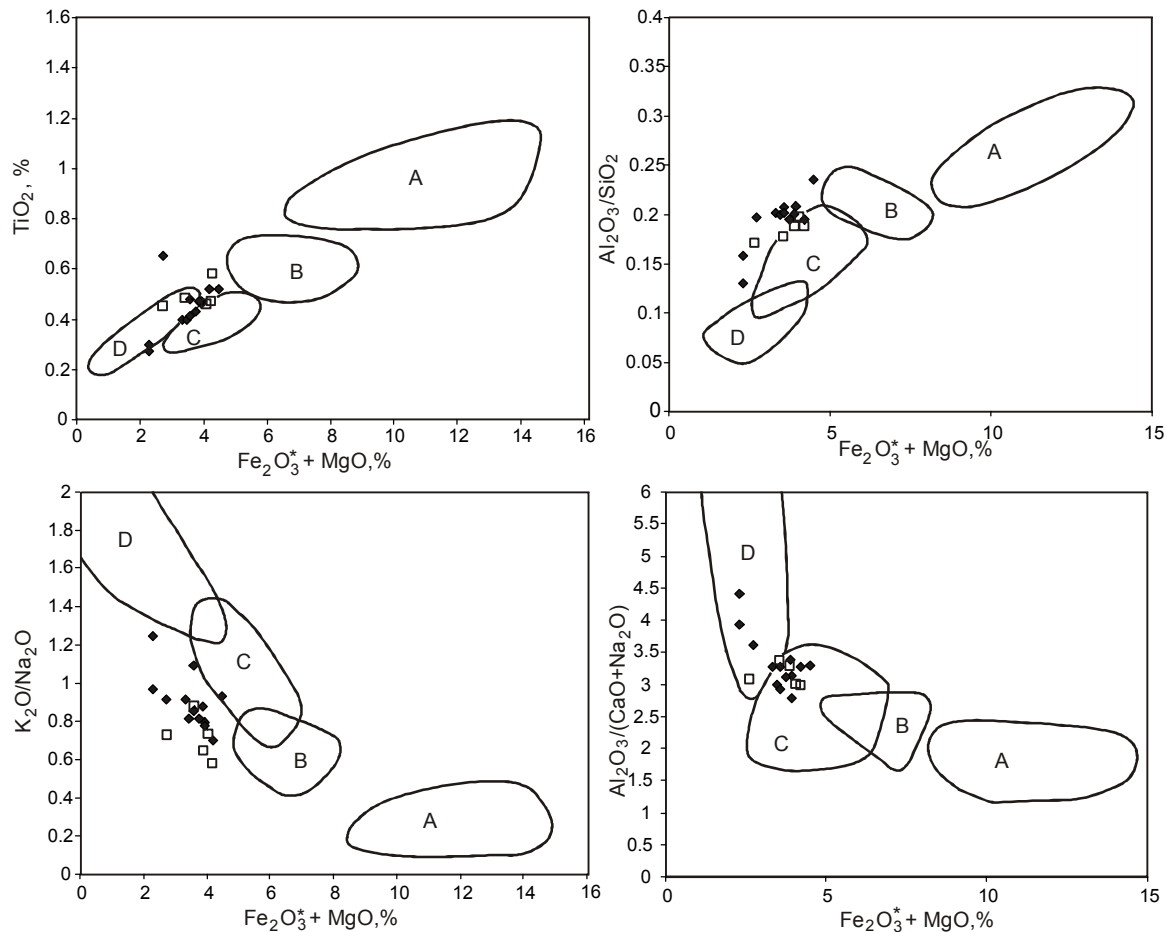 1.6
1.4
1.2
1
0.8
0.6
0.4
0.2
0
TiO₂, %
A
B
C
D
0 2 4 6 8 10 12 14 16
Fe₂O₃* + MgO,%
0.4
0.35
0.3
0.25
0.2
0.15
0.1
0.05
0
Al₂O₃/SiO₂
A
B
C
D
0 5 10 15
Fe₂O₃* + MgO,%
2
1.8
1.6
1.4
1.2
1
0.8
0.6
0.4
0.2
0
K₂O/Na₂O
D
C
B
A
0 2 4 6 8 10 12 14 16
Fe₂O₃* + MgO,%
6
5.5
5
4.5
4
3.5
3
2.5
2
1.5
1
0.5
0
Al₂O₃/(CaO+Na₂O)
D
C
B
A
0 5 10 15
Fe₂O₃* + MgO,%